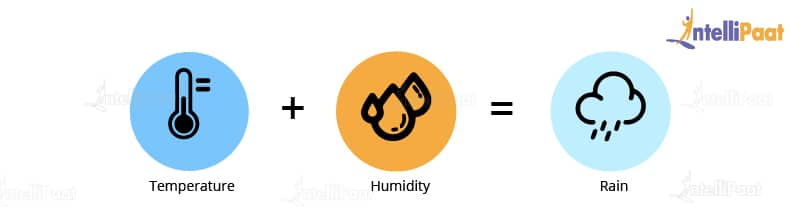 IntelliPaat
+ =
Temperature Humidity Rain